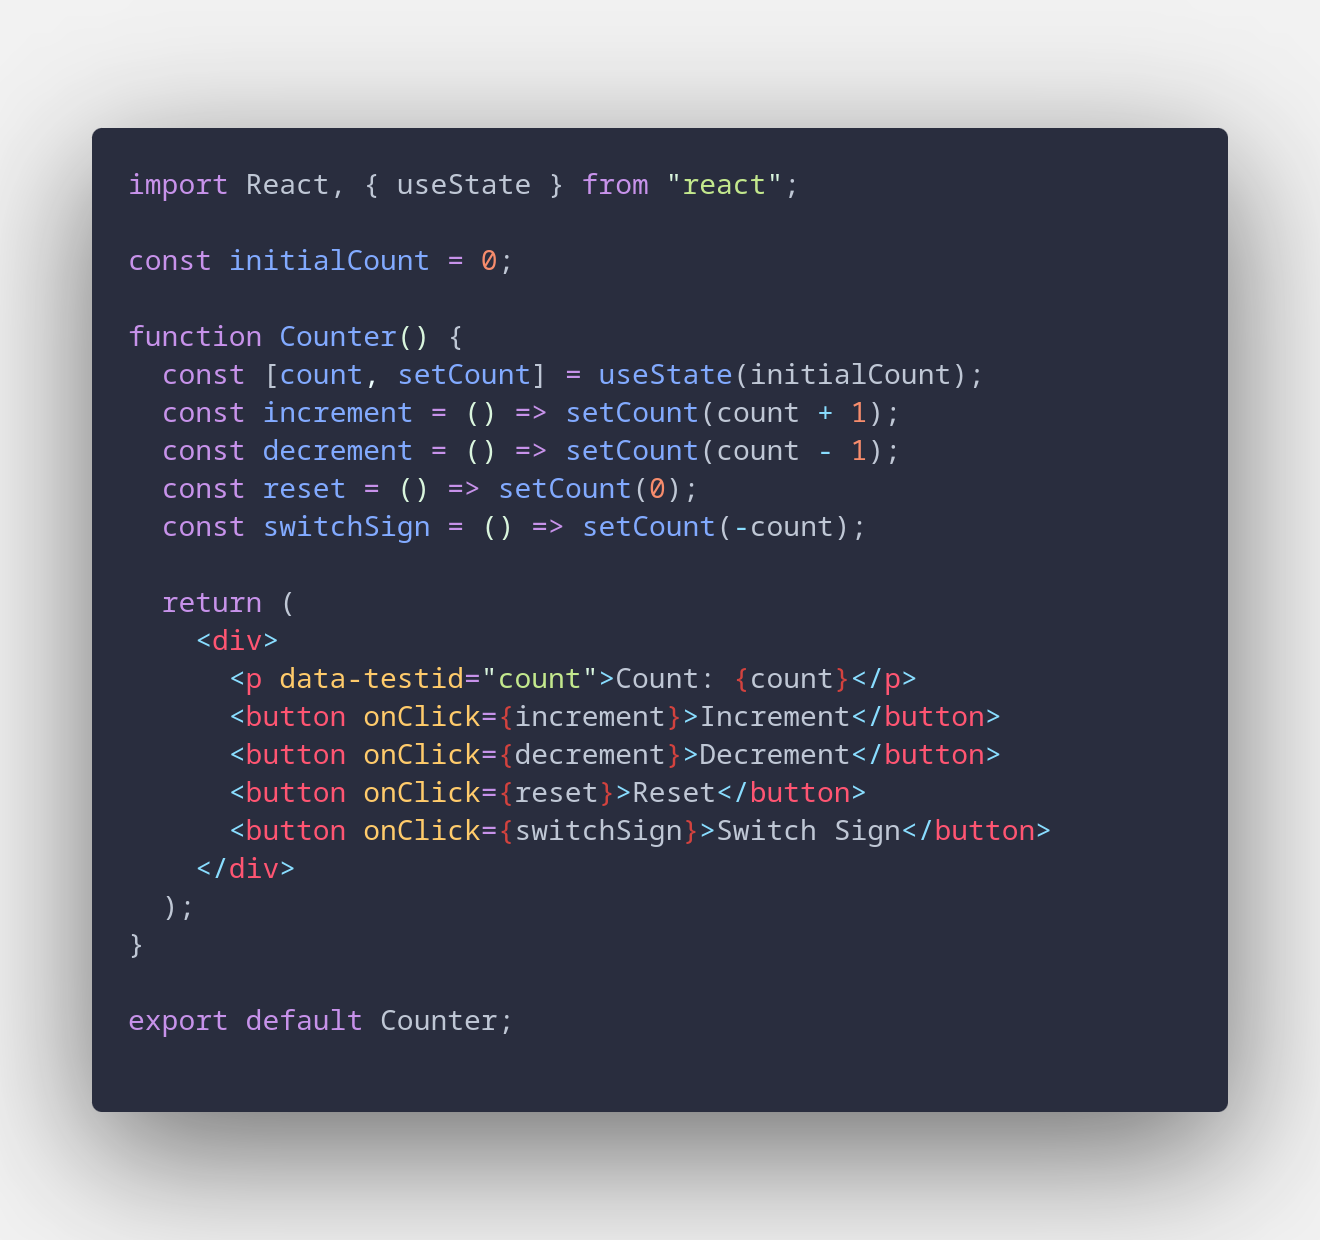 import React, { useState } from "react";

const initialCount = 0;

function Counter() {
  const [count, setCount] = useState(initialCount);
  const increment = () => setCount(count + 1);
  const decrement = () => setCount(count - 1);
  const reset = () => setCount(0);
  const switchSign = () => setCount(-count);

  return (
    <div>
      <p data-testid="count">Count: {count}</p>
      <button onClick={increment}>Increment</button>
      <button onClick={decrement}>Decrement</button>
      <button onClick={reset}>Reset</button>
      <button onClick={switchSign}>Switch Sign</button>
    </div>
  );
}

export default Counter;